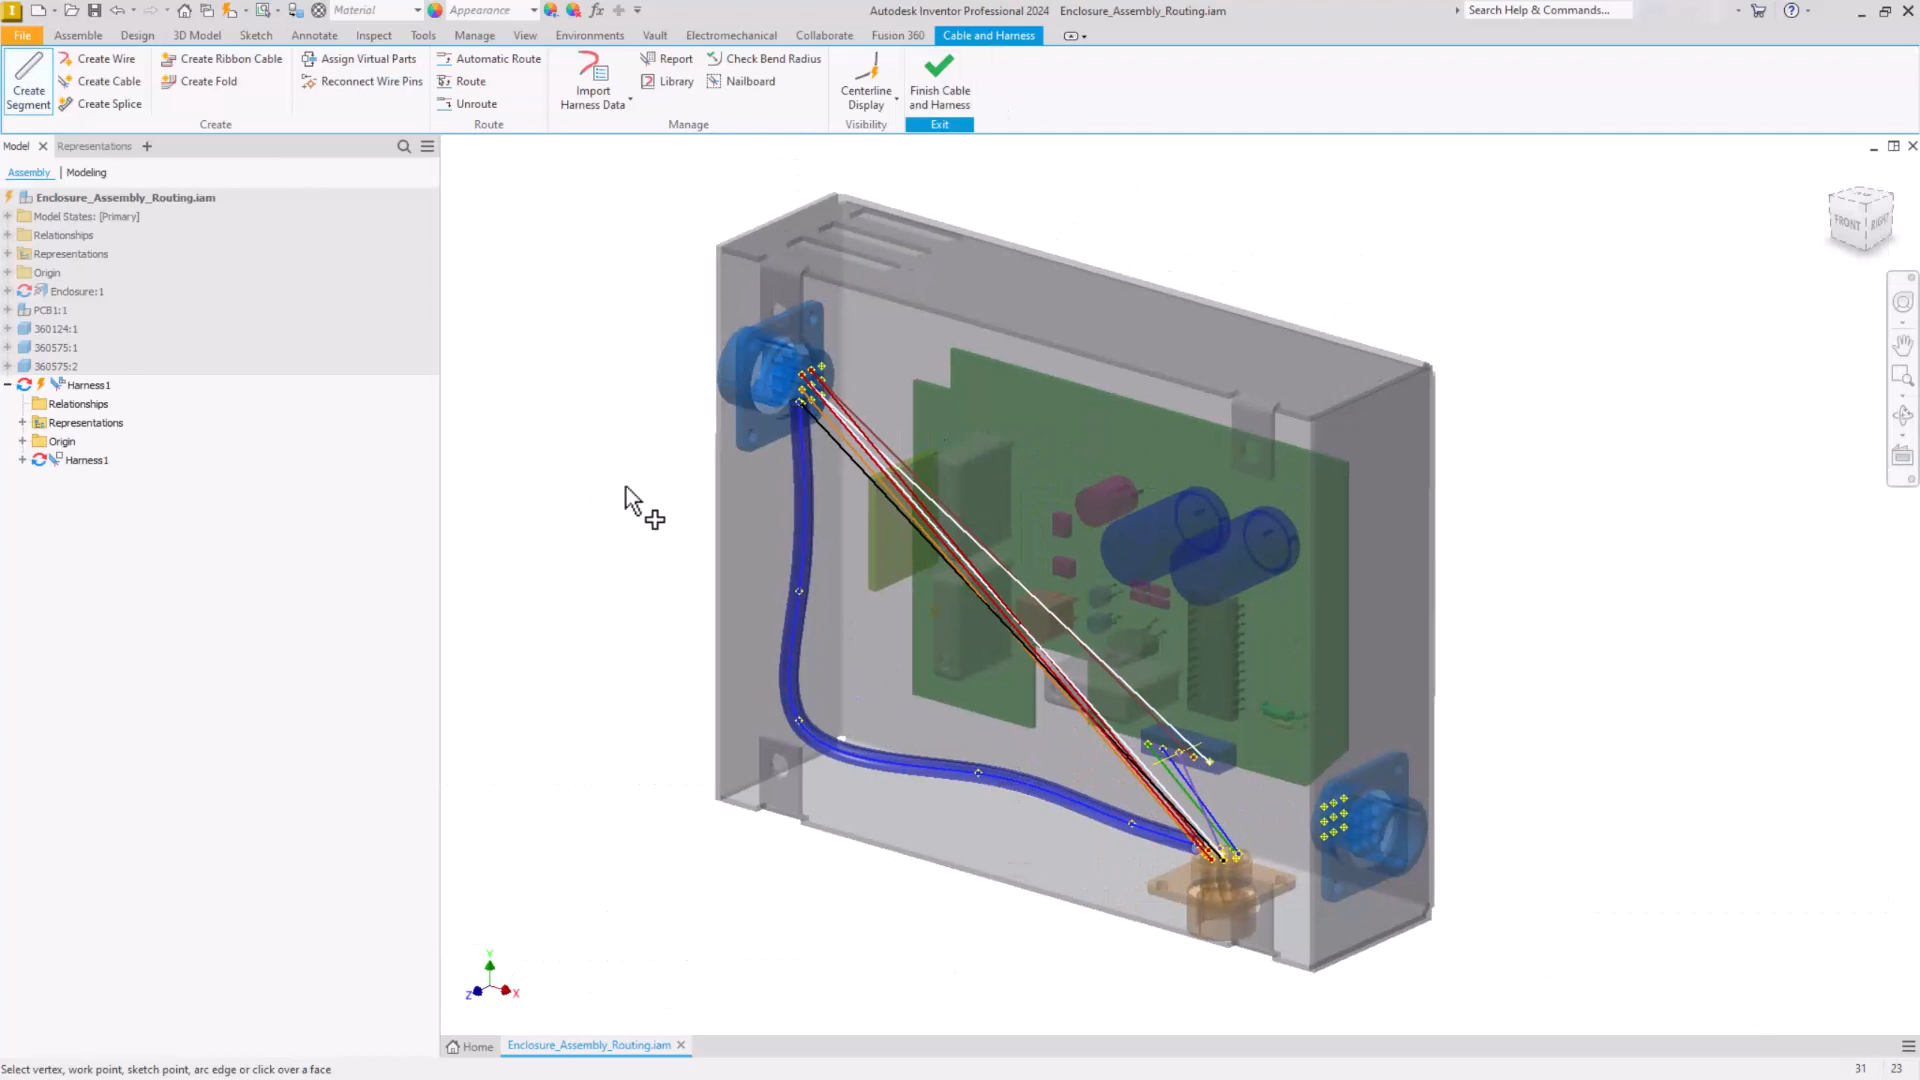 Material
Appearance
fx
Autodesk Inventor Professional 2024 Enclosure_Assembly_Routing.iam
Search Help & Commands...
File Assemble Design 3D Model Sketch Annotate Inspect Tools Manage View Environments Vault Electromechanical Collaborate Fusion 360 Cable and Harness
Create Segment
Create Wire
Create Cable
Create Splice
Create Ribbon Cable
Create Fold
Assign Virtual Parts
Reconnect Wire Pins
Create
Automatic Route
Route
Unroute
Route
Import Harness Data
Report
Library
Check Bend Radius
Nailboard
Manage
Centerline Display
Visibility
Finish Cable and Harness
Exit
Model Representations +
Assembly | Modeling
Enclosure_Assembly_Routing.iam
Model States: [Primary]
Relationships
Representations
Origin
Enclosure:1
PCB1:1
360124:1
360575:1
360575:2
Harness1
Relationships
Representations
Origin
Harness1
FRONT RIGHT
Y
Z X
Home Enclosure_Assembly_Routing.iam
Select vertex, work point, sketch point, arc edge or click over a face
31 23